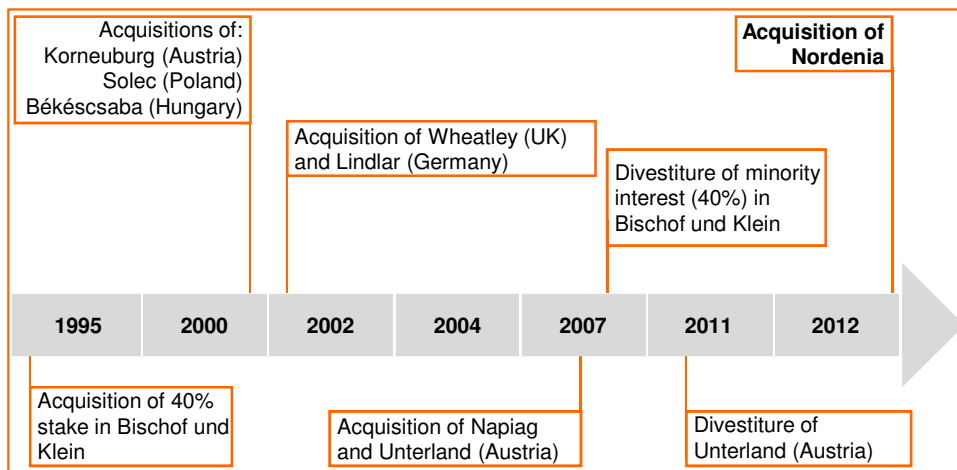 Acquisitions of:
Korneuburg (Austria)
Solec (Poland)
Békéscsaba (Hungary)
Acquisition of
Nordenia
Acquisition of Wheatley (UK)
and Lindlar (Germany)
Divestiture of minority
interest (40%) in
Bischof und Klein
1995 2000 2002 2004 2007 2011 2012
Acquisition of 40%
stake in Bischof und
Klein
Acquisition of Napiag
and Unterland (Austria)
Divestiture of
Unterland (Austria)